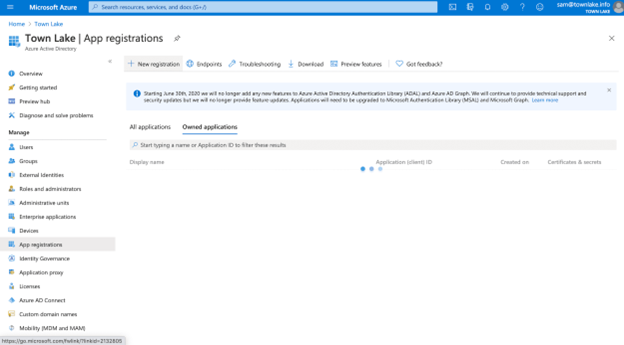 Microsoft Azure
Search resources, services, and docs (G+/)
sam@townlake.info
TOWN LAKE
Home > Town Lake
Town Lake | App registrations
Azure Active Directory
Overview
Getting started
Preview hub
Diagnose and solve problems
Manage
Users
Groups
External Identities
Roles and administrators
Administrative units
Enterprise applications
Devices
App registrations
Identity Governance
Application proxy
Licenses
Azure AD Connect
Custom domain names
Mobility (MDM and MAM)
https://go.microsoft.com/fwlink/?linkid=2132805
New registration Endpoints Troubleshooting Download Preview features Got feedback?
Starting June 30th, 2020 we will no longer add any new features to Azure Active Directory Authentication Library (ADAL) and Azure AD Graph. We will continue to provide technical support and
security updates but we will no longer provide feature updates. Applications will need to be upgraded to Microsoft Authentication Library (MSAL) and Microsoft Graph. Learn more
All applications Owned applications
Start typing a name or Application ID to filter these results
Display name Application (client) ID Created on Certificates & secrets